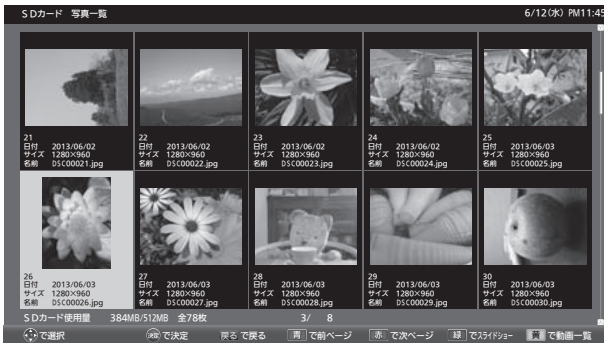 SDカード 写真一覧 6/12(水) PM11:45
21
日付 2013/06/02
サイズ 1280×960
名前 DSC00021.jpg
22
日付 2013/06/02
サイズ 1280×960
名前 DSC00022.jpg
23
日付 2013/06/02
サイズ 1280×960
名前 DSC00023.jpg
24
日付 2013/06/02
サイズ 1280×960
名前 DSC00024.jpg
25
日付 2013/06/03
サイズ 1280×960
名前 DSC00025.jpg
26
日付 2013/06/03
サイズ 1280×960
名前 DSC00026.jpg
27
日付 2013/06/03
サイズ 1280×960
名前 DSC00027.jpg
28
日付 2013/06/03
サイズ 1280×960
名前 DSC00028.jpg
29
日付 2013/06/03
サイズ 1280×960
名前 DSC00029.jpg
30
日付 2013/06/03
サイズ 1280×960
名前 DSC00030.jpg
SDカード使用量 384MB/512MB 全78枚 3/ 8
で選択 決定 で決定 戻る で戻る 青 で前ページ 赤 で次ページ 緑 でスライドショー 黄 で動画一覧